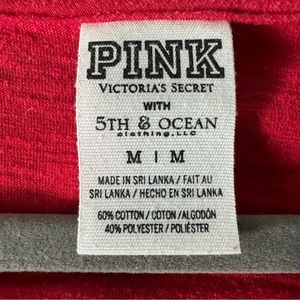 PINK
VICTORIA'S SECRET
WITH
5TH & OCEAN
clothing,LLC
M | M
MADE IN SRI LANKA / FAIT AU
SRI LANKA / HECHO EN SRI LANKA
60% COTTON / COTON / ALGODÓN
40% POLYESTER / POLIÉSTER